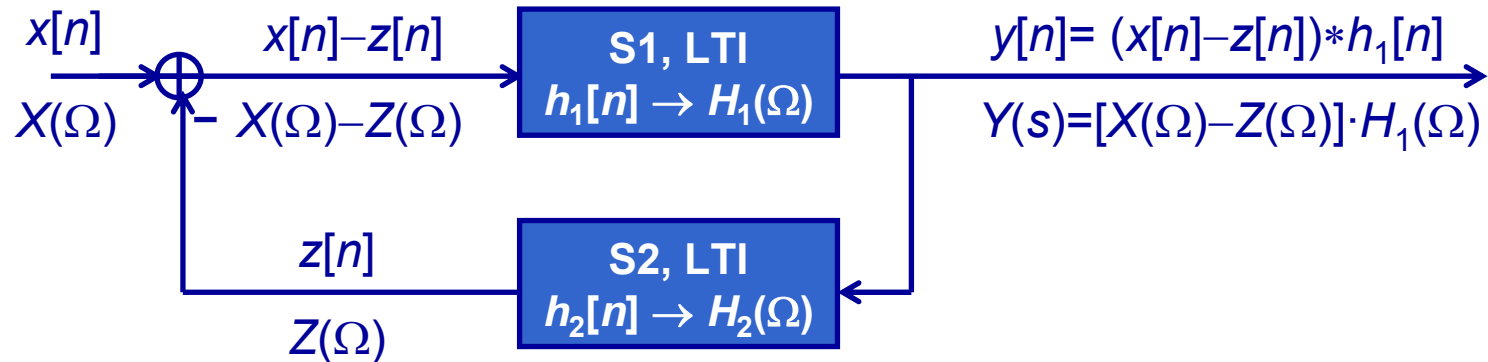 x[n]
x[n]−z[n]
S1, LTI
h₁[n] → H₁(Ω)
y[n]= (x[n]−z[n])∗h₁[n]
X(Ω)
− X(Ω)−Z(Ω)
Y(s)=[X(Ω)−Z(Ω)]·H₁(Ω)
z[n]
S2, LTI
h₂[n] → H₂(Ω)
Z(Ω)